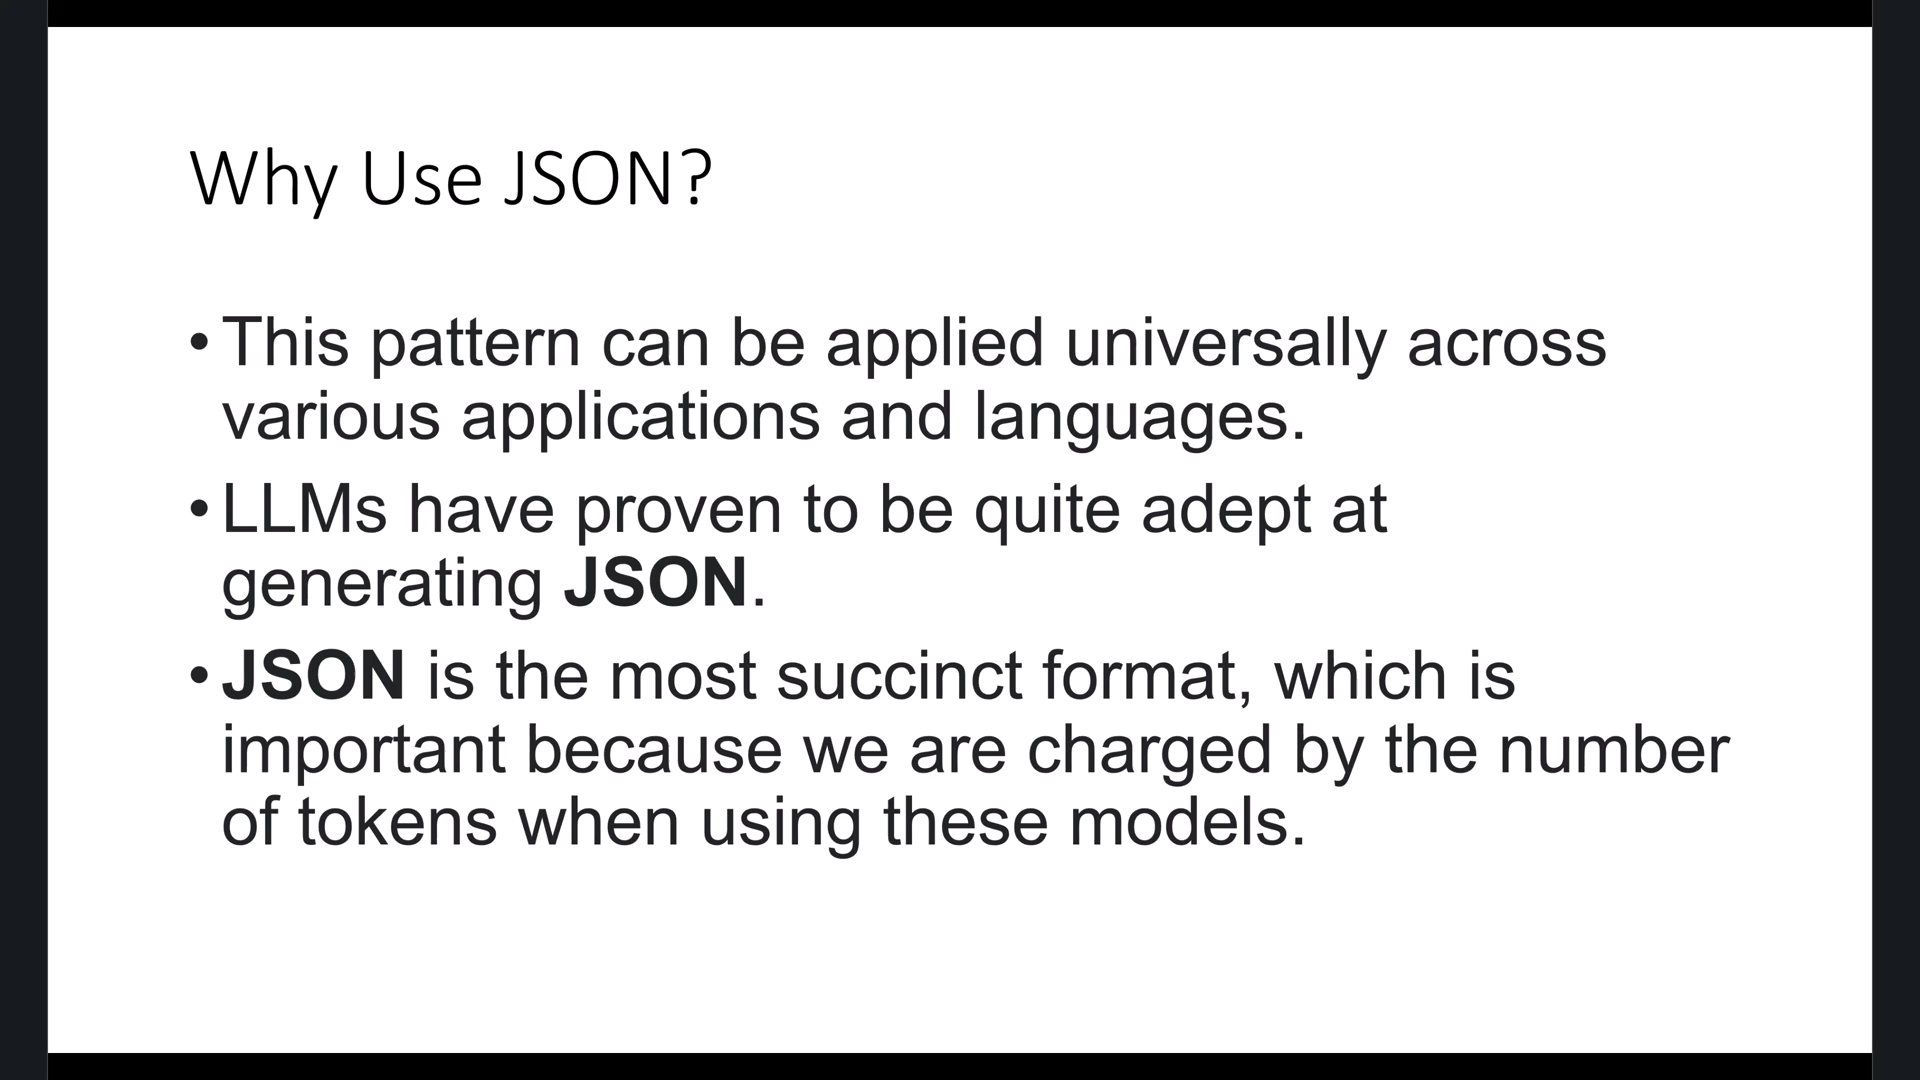 Why Use JSON?
• This pattern can be applied universally across
various applications and languages.
• LLMs have proven to be quite adept at
generating JSON.
• JSON is the most succinct format, which is
important because we are charged by the number
of tokens when using these models.